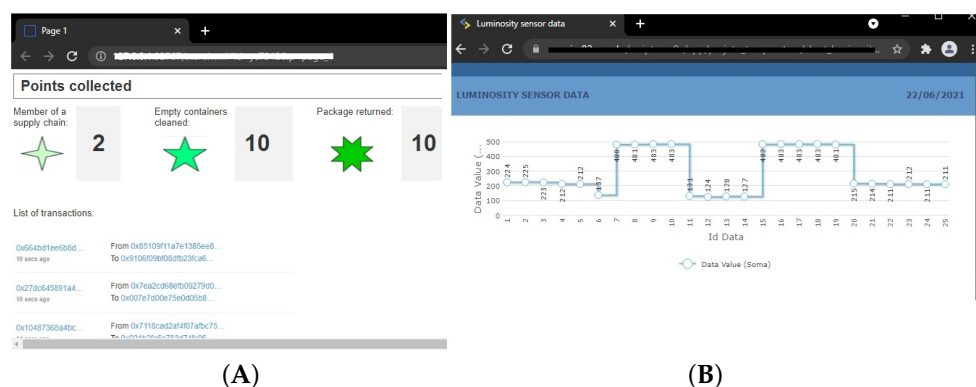 Page 1
Points collected
Member of a
supply chain:
2
Empty containers
cleaned:
10
Package returned:
10
List of transactions:
0x664bd1ee6b8d...
10 secs ago
From 0x85109f11a7e1385ee8...
To 0x9106f09bf08dfb23fca6...
0x27dc645891a4...
10 secs ago
From 0x7ea2cd68efb09279d0...
To 0x007e7d00e75e0d05b8...
0x10487365a4bc...
From 0x7118cad2af4f07afbc75...
(A)
Luminosity sensor data
LUMINOSITY SENSOR DATA
22/06/2021
Data Value (...
500
400
300
200
100
0
224 225 223 212 212 137 480 481 483 483 131 124 128 127 482 483 483 483 481 215 214 211 212 211 211
1 2 3 4 5 6 7 8 9 10 11 12 13 14 15 16 17 18 19 20 21 22 23 24 25
Id Data
Data Value (Soma)
(B)